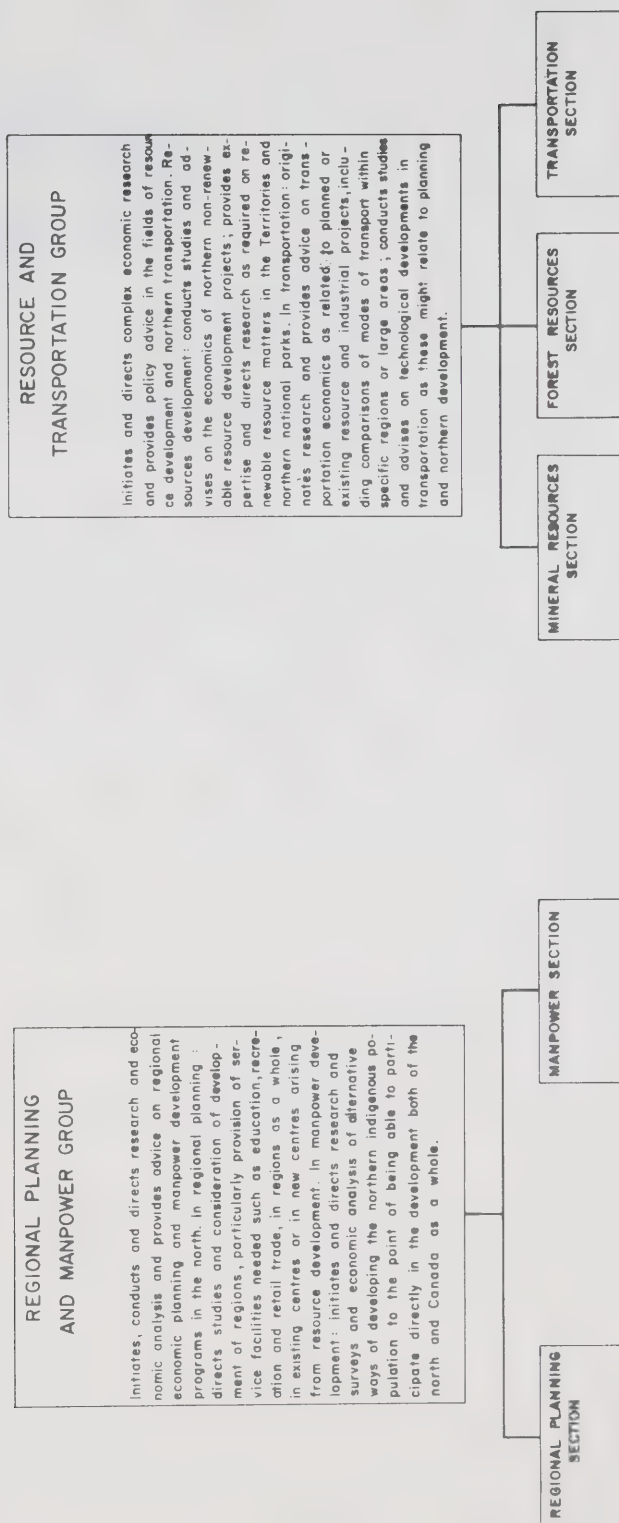 REGIONAL PLANNING
AND MANPOWER GROUP
Initiates, conducts and directs research and eco-
nomic analysis and provides advice on regional
economic planning and manpower development
programs in the north. In regional planning :
directs studies and consideration of develop-
ment of regions, particularly provision of ser-
vice facilities needed such as education, recre-
ation and retail trade, in regions as a whole,
in existing centres or in new centres arising
from resource development. In manpower deve-
lopment: initiates and directs research and
surveys and economic analysis of alternative
ways of developing the northern indigenous po-
pulation to the point of being able to parti-
cipate directly in the development both of the
north and Canada as a whole.
REGIONAL PLANNING
SECTION
MANPOWER SECTION
RESOURCE AND
TRANSPORTATION GROUP
Initiates and directs complex economic research
and provides policy advice in the fields of resour
ce development and northern transportation. Re-
sources development: conducts studies and ad-
vises on the economics of northern non-renew-
able resource development projects; provides ex-
pertise and directs research as required on re-
newable resource matters in the Territories and
northern national parks. In transportation: origi-
nates research and provides advice on trans-
portation economics as related to planned or
existing resource and industrial projects, inclu-
ding comparisons of modes of transport within
specific regions or large areas; conducts studies
and advises on technological developments in
transportation as these might relate to planning
and northern development.
MINERAL RESOURCES
SECTION
FOREST RESOURCES
SECTION
TRANSPORTATION
SECTION